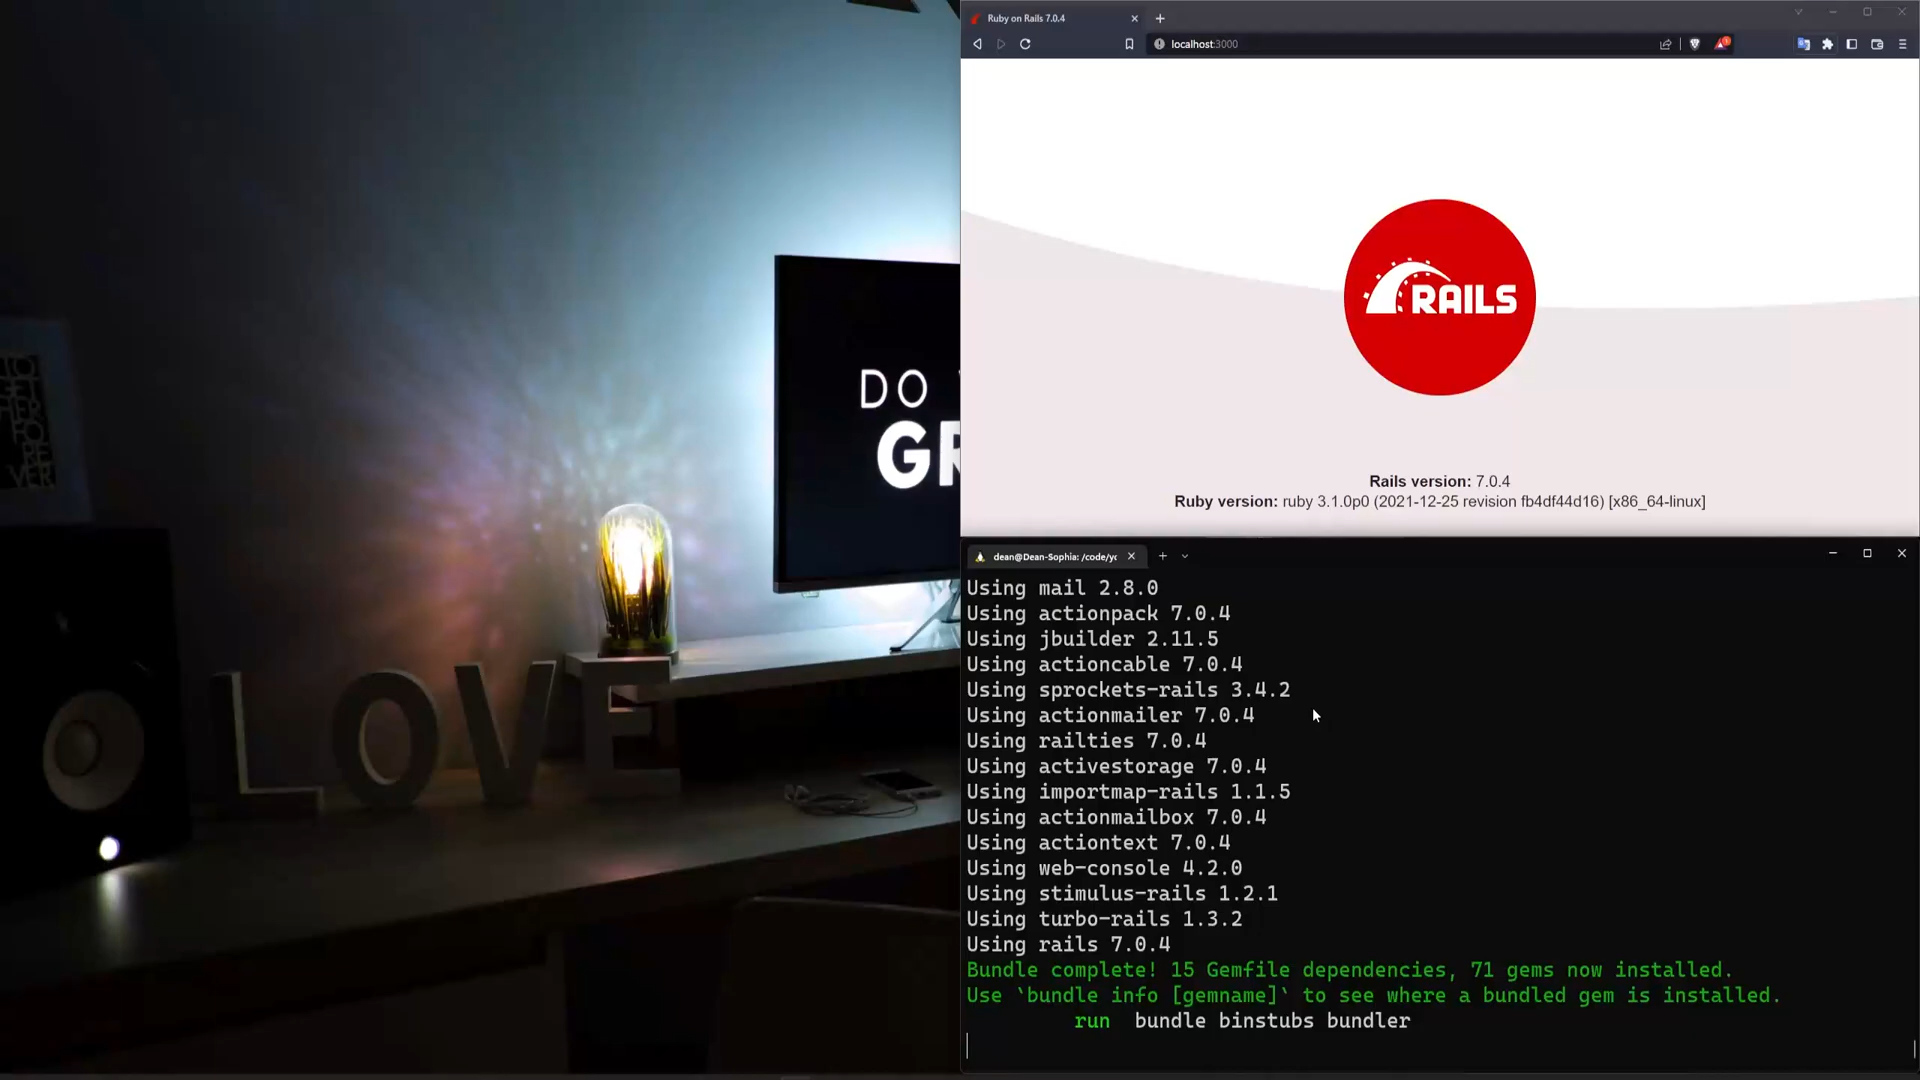 TO
GET
HER
FOR
RE
VER
LOVE
DO
GR
Ruby on Rails 7.0.4
localhost:3000
RAILS
Rails version: 7.0.4
Ruby version: ruby 3.1.0p0 (2021-12-25 revision fb4df44d16) [x86_64-linux]
dean@Dean-Sophia: /code/yo
Using mail 2.8.0
Using actionpack 7.0.4
Using jbuilder 2.11.5
Using actioncable 7.0.4
Using sprockets-rails 3.4.2
Using actionmailer 7.0.4
Using railties 7.0.4
Using activestorage 7.0.4
Using importmap-rails 1.1.5
Using actionmailbox 7.0.4
Using actiontext 7.0.4
Using web-console 4.2.0
Using stimulus-rails 1.2.1
Using turbo-rails 1.3.2
Using rails 7.0.4
Bundle complete! 15 Gemfile dependencies, 71 gems now installed.
Use `bundle info [gemname]` to see where a bundled gem is installed.
run bundle binstubs bundler